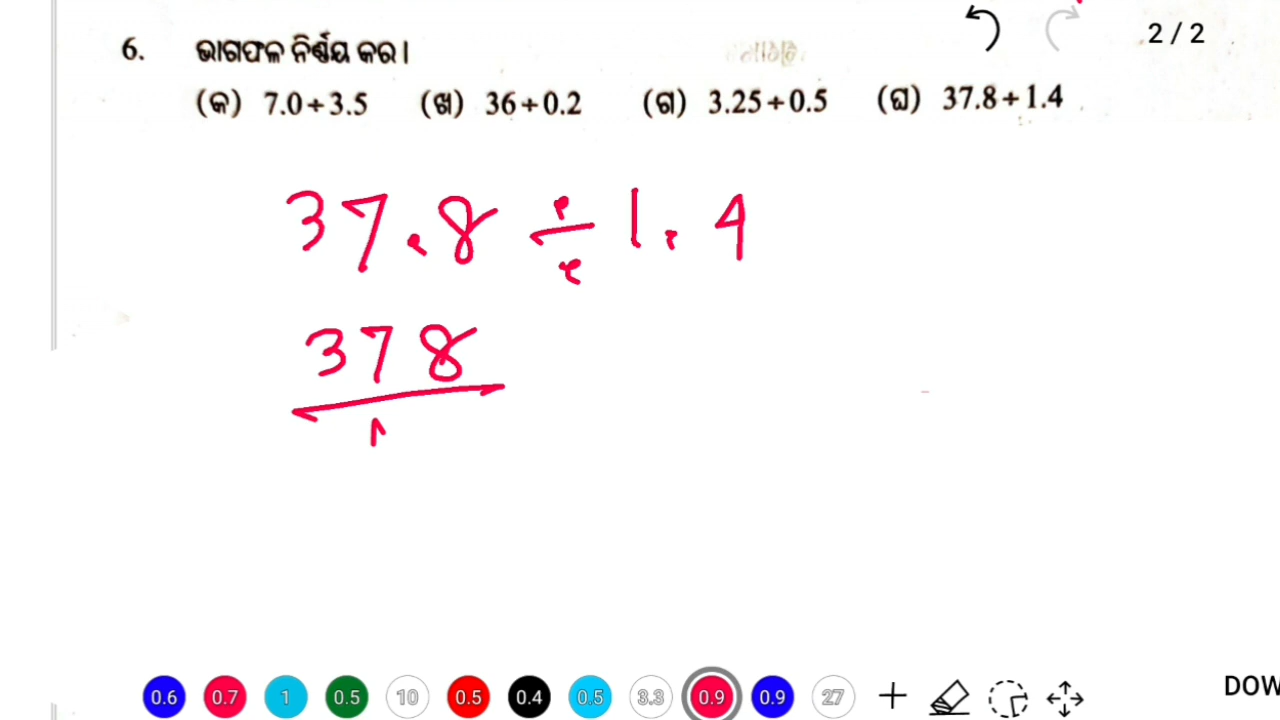 2 / 2
6. ଭାଗଫଳ ନିର୍ଣ୍ଣୟ କର।
(କ) 7.0÷3.5 (ଖ) 36÷0.2 (ଗ) 3.25÷0.5 (ଘ) 37.8÷1.4
37.8 ÷ 1.4
378
0.6 0.7 1 0.5 10 0.5 0.4 0.5 3.3 0.9 0.9 27
DOW